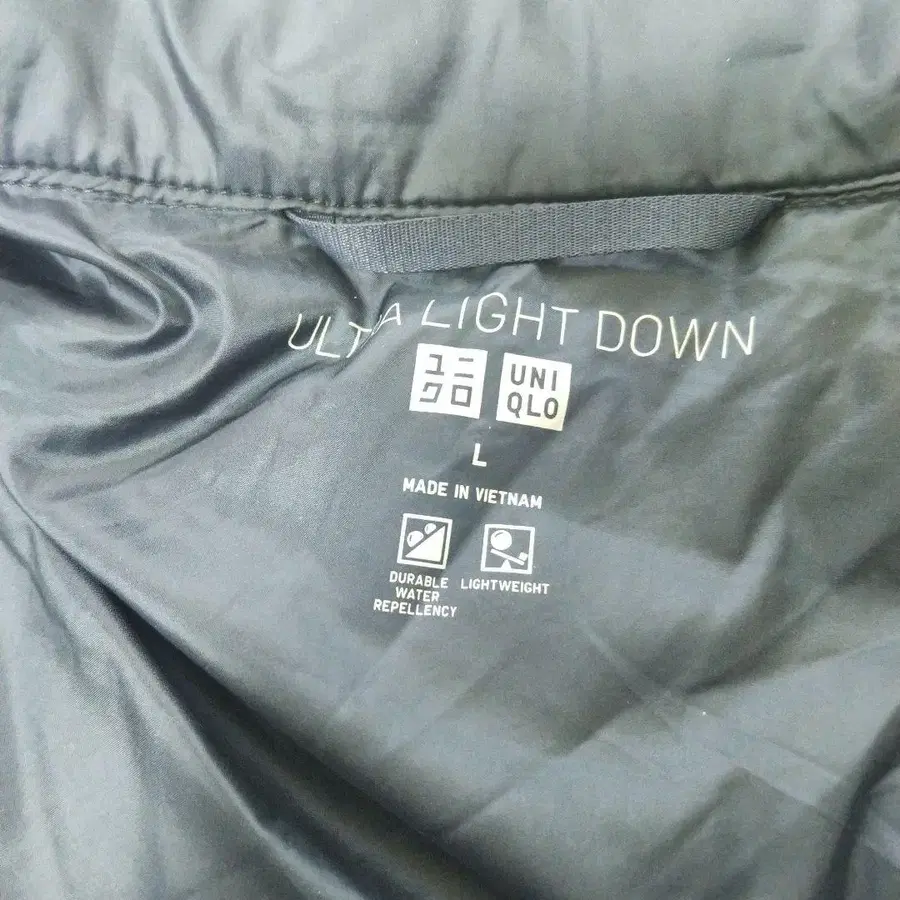 ULTRA LIGHT DOWN
ユニ
クロ
UNI
QLO
L
MADE IN VIETNAM
DURABLE
WATER
REPELLENCY
LIGHTWEIGHT